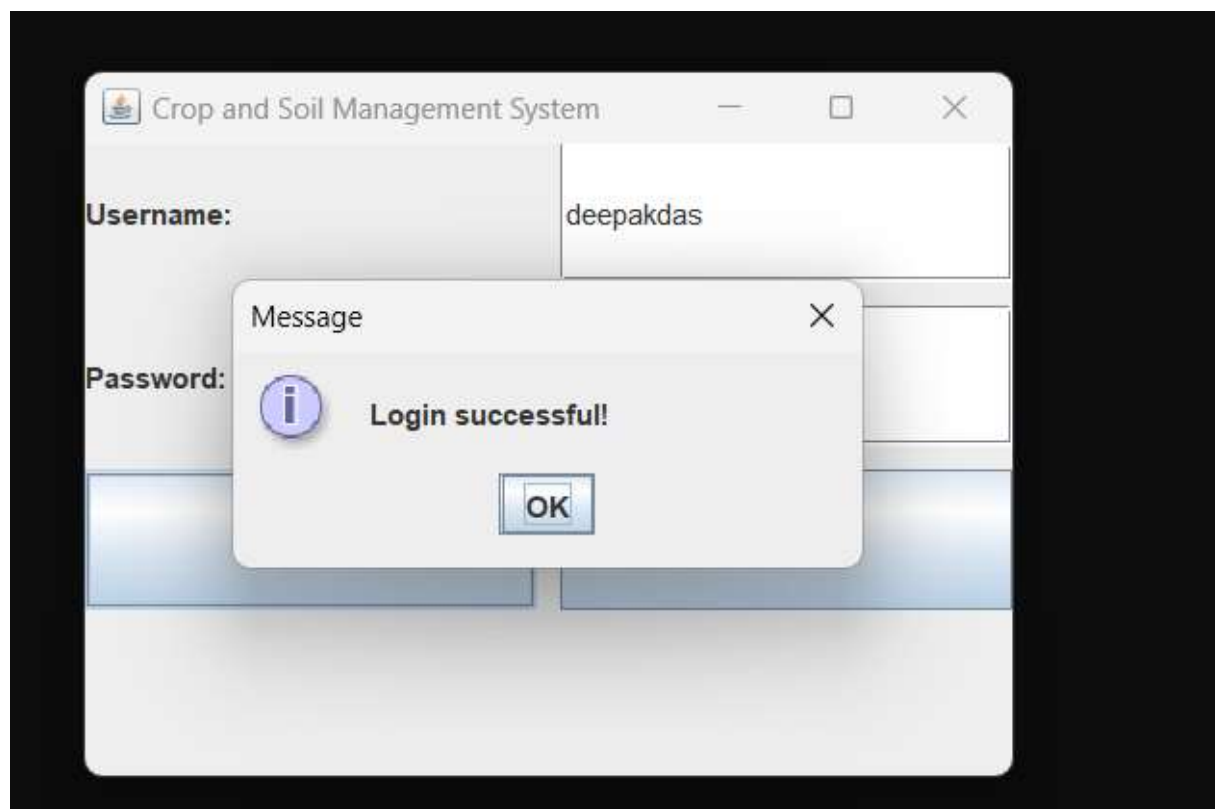 Crop and Soil Management System
Username:
deepakdas
Message
Password:
Login successful!
OK